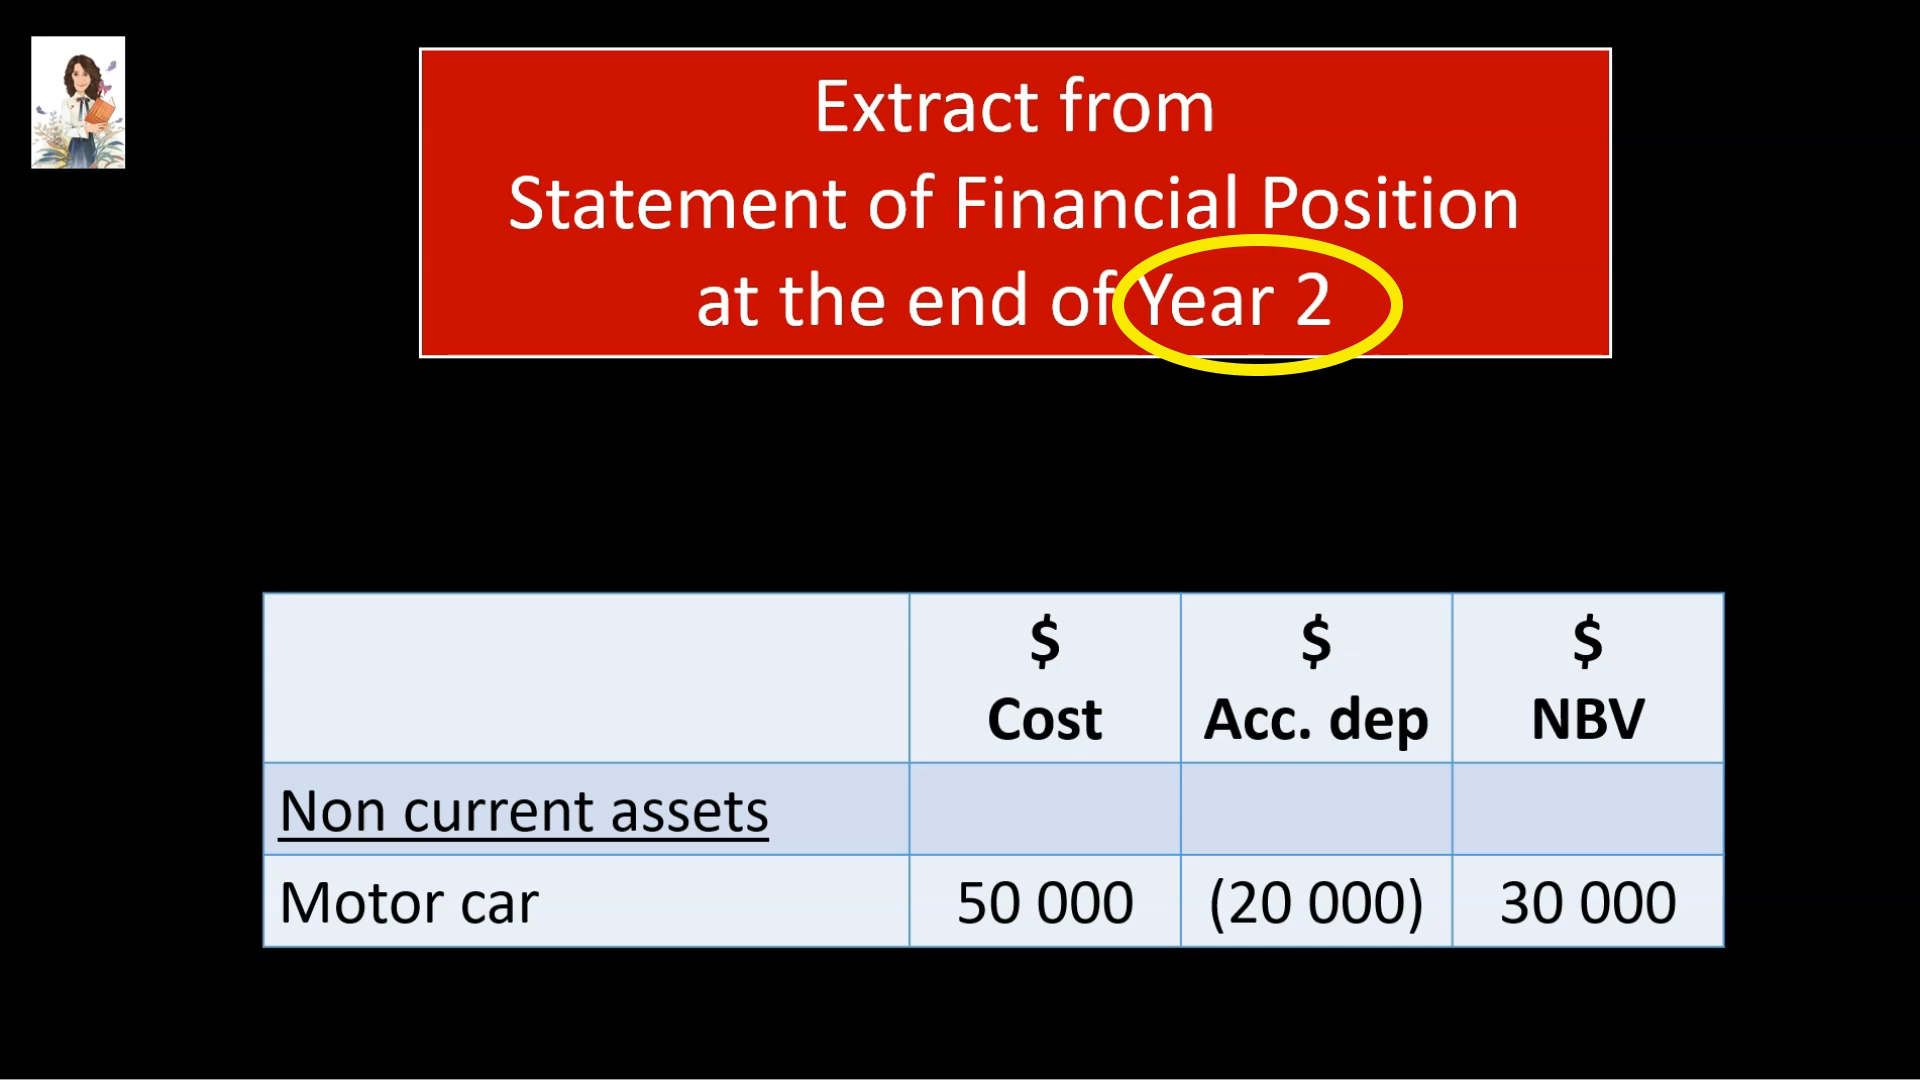 Extract from
Statement of Financial Position
at the end of Year 2
$ $ $
Cost Acc. dep NBV
Non current assets
Motor car 50 000 (20 000) 30 000